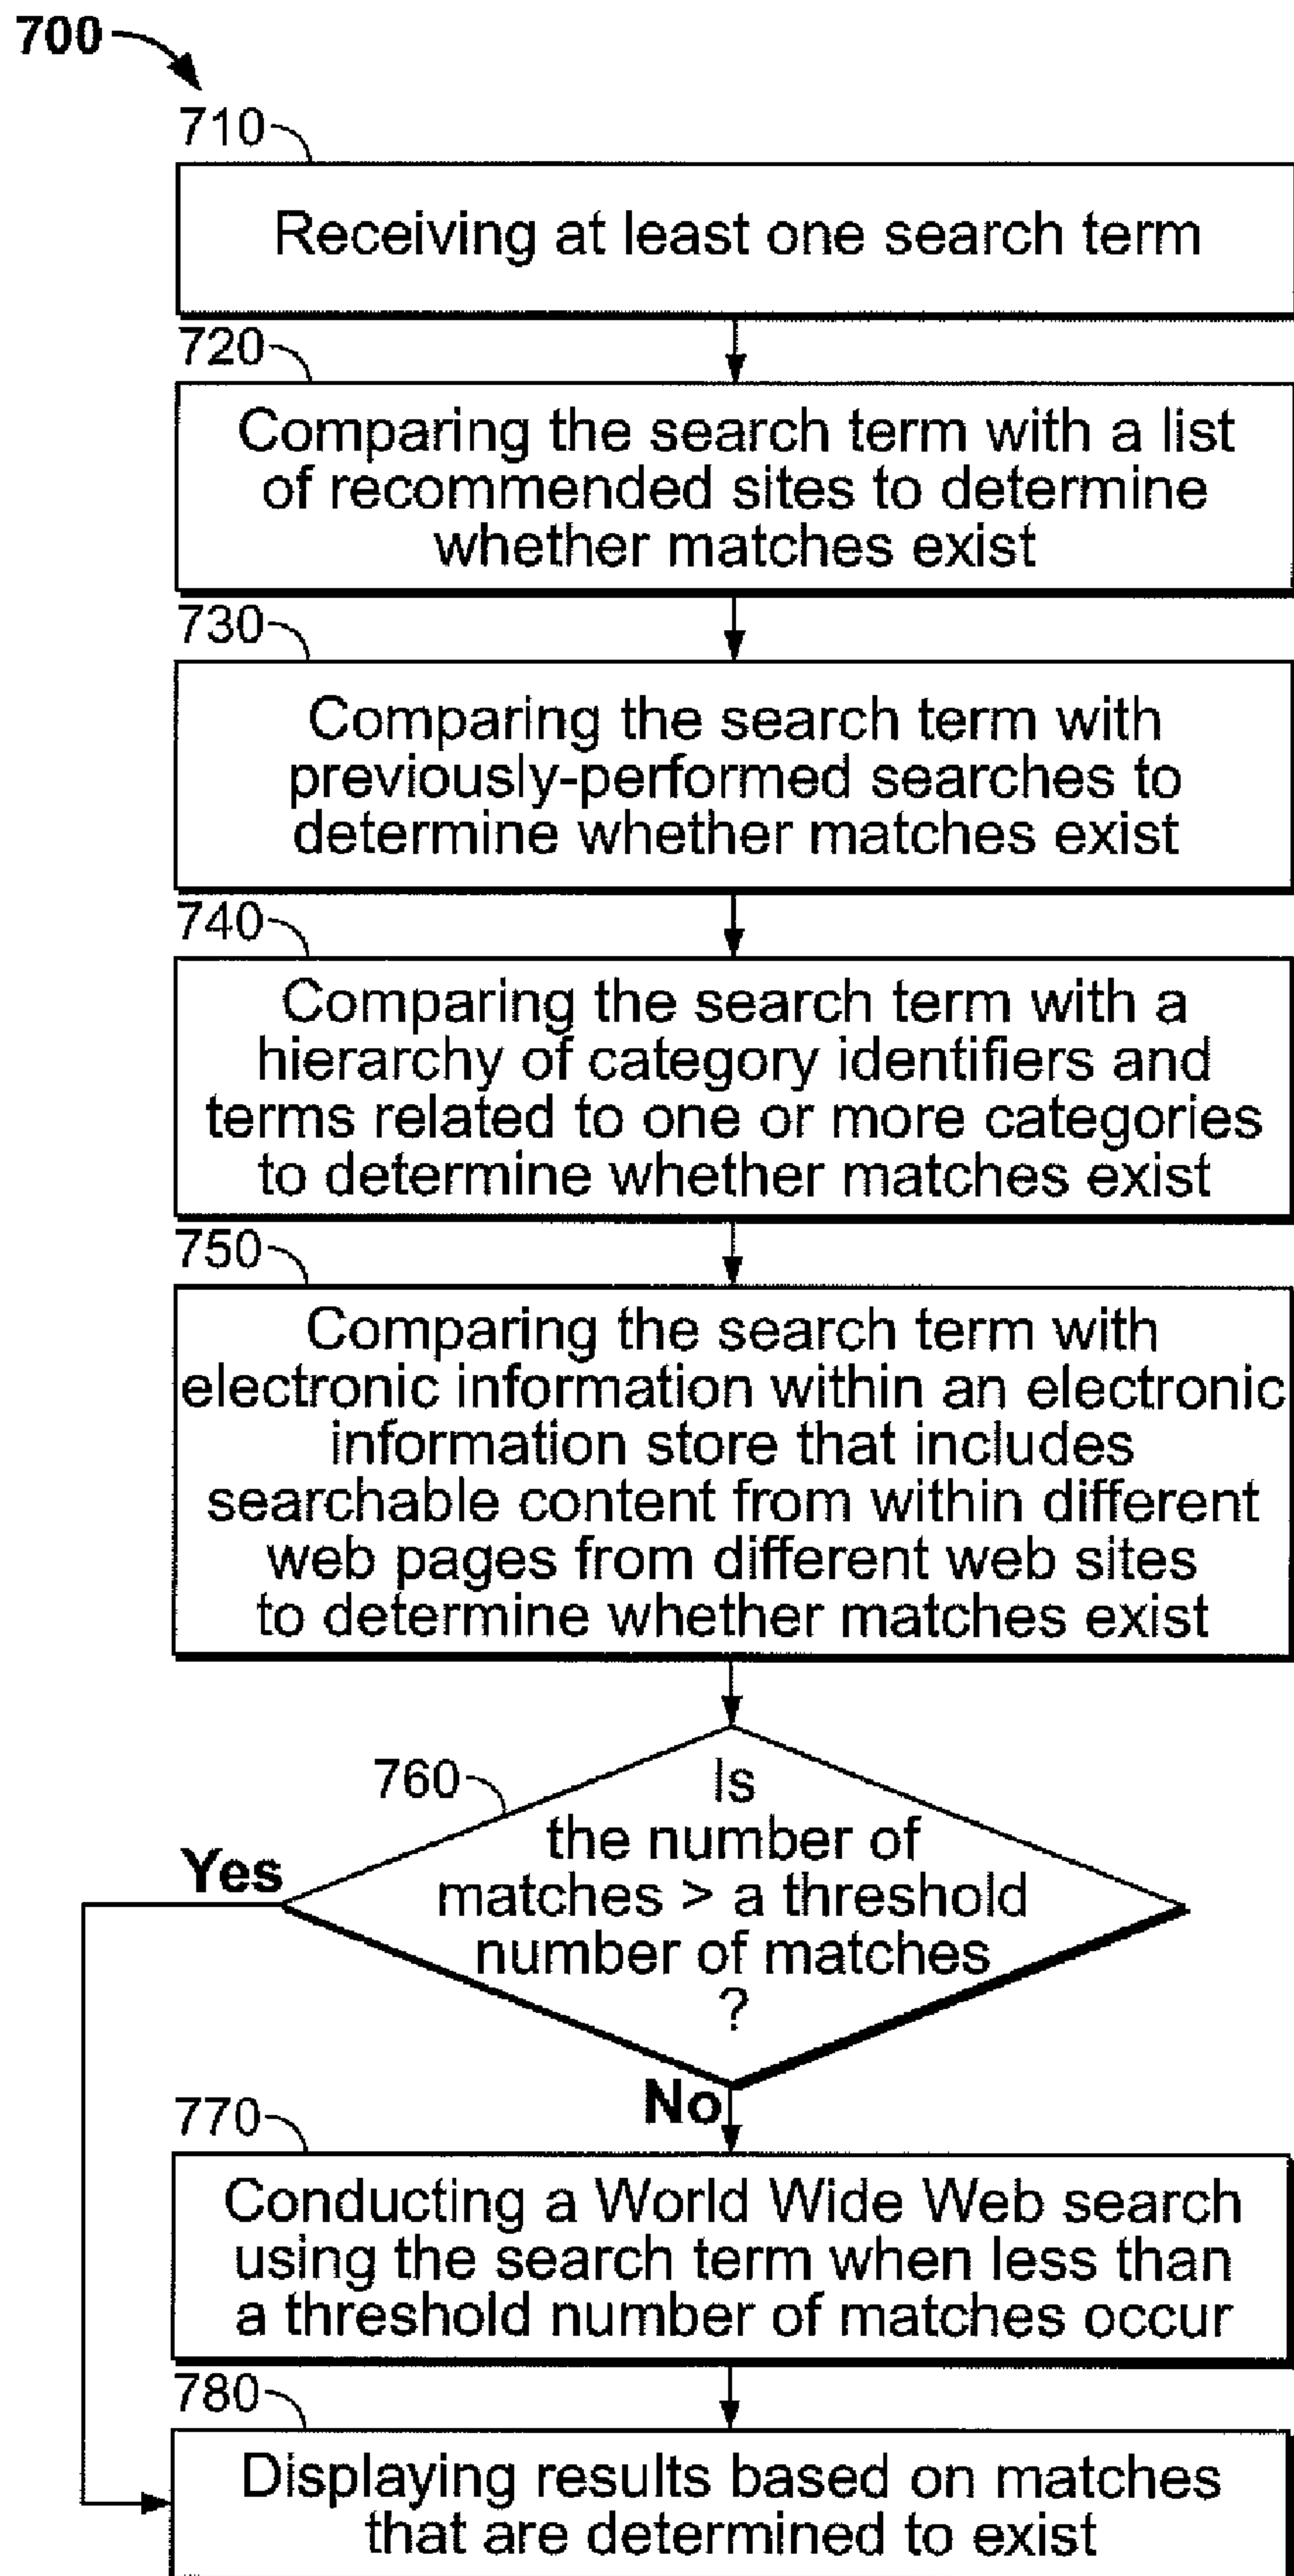 700
710
Receiving at least one search term
720
Comparing the search term with a list
of recommended sites to determine
whether matches exist
730
Comparing the search term with
previously-performed searches to
determine whether matches exist
740
Comparing the search term with a
hierarchy of category identifiers and
terms related to one or more categories
to determine whether matches exist
750
Comparing the search term with
electronic information within an electronic
information store that includes
searchable content from within different
web pages from different web sites
to determine whether matches exist
760
Is
the number of
matches > a threshold
number of matches
?
Yes
No
770
Conducting a World Wide Web search
using the search term when less than
a threshold number of matches occur
780
Displaying results based on matches
that are determined to exist